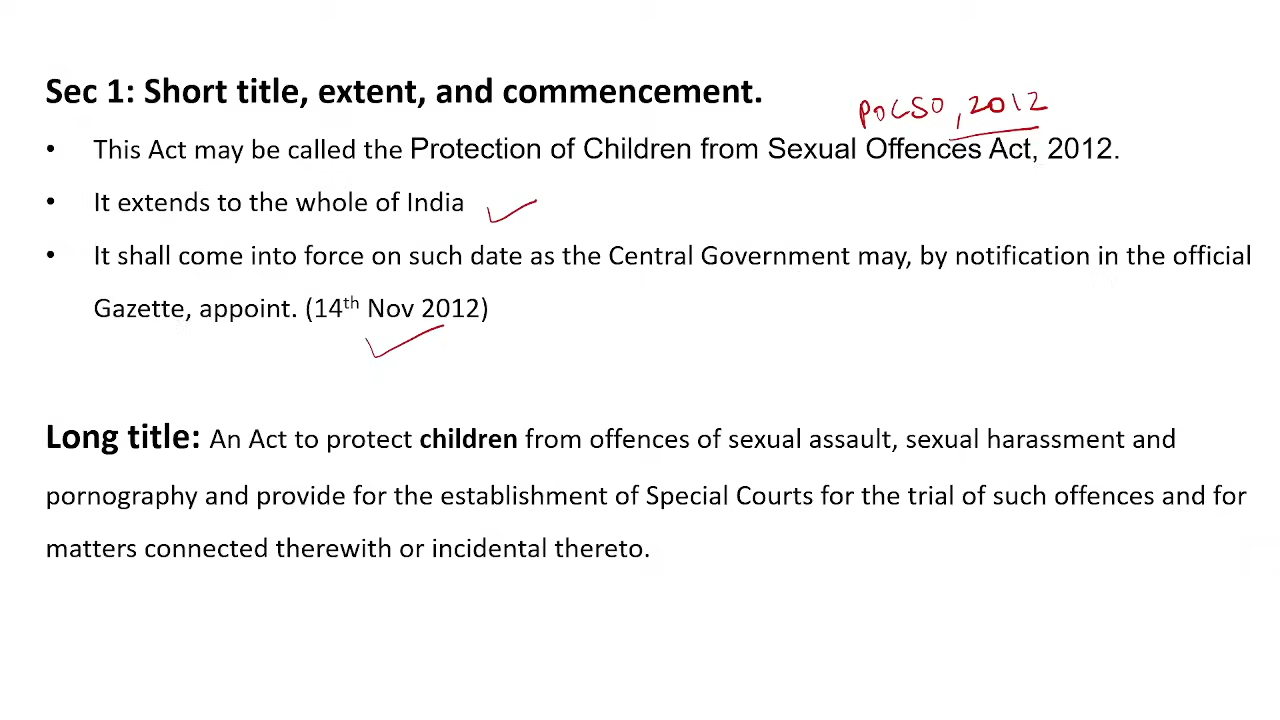 Sec 1: Short title, extent, and commencement.
POCSO, 2012
• This Act may be called the Protection of Children from Sexual Offences Act, 2012.
• It extends to the whole of India
• It shall come into force on such date as the Central Government may, by notification in the official
Gazette, appoint. (14th Nov 2012)
Long title: An Act to protect children from offences of sexual assault, sexual harassment and
pornography and provide for the establishment of Special Courts for the trial of such offences and for
matters connected therewith or incidental thereto.